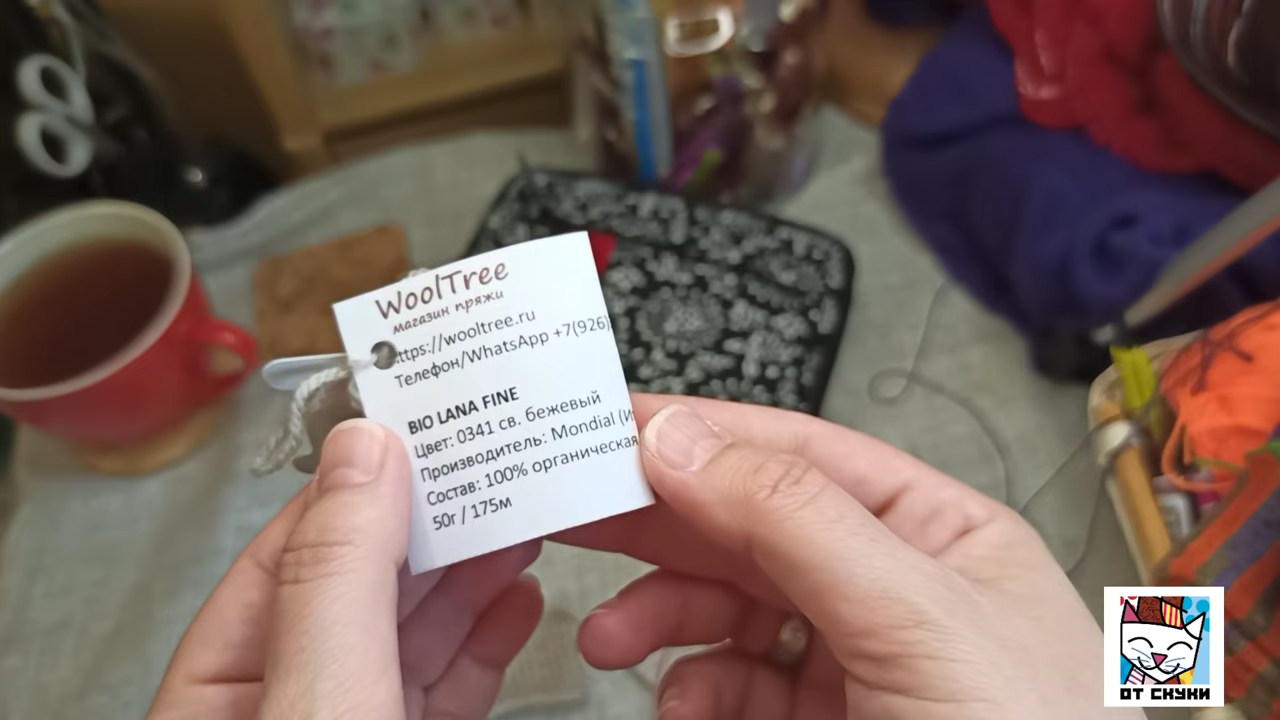 WoolTree
магазин пряжи
https://wooltree.ru
Телефон/WhatsApp +7(926)
BIO LANA FINE
Цвет: 0341 св. бежевый
Производитель: Mondial (И
Состав: 100% органическая
50г / 175м
ОТ СКУКИ